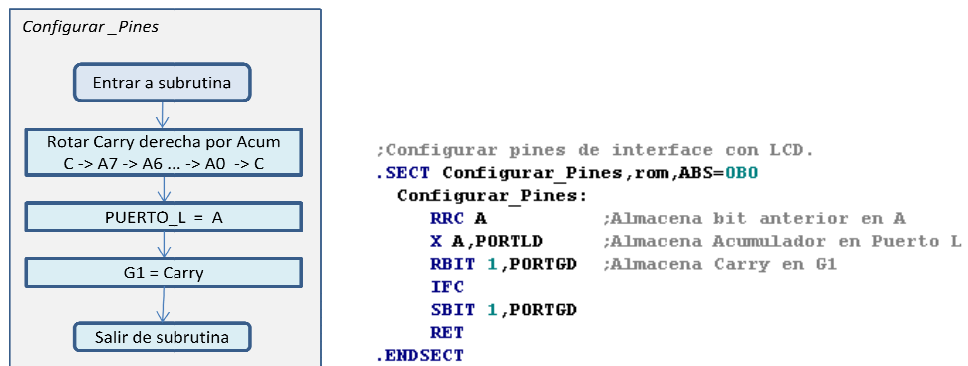 Configurar_Pines
Entrar a subrutina
Rotar Carry derecha por Acum
C -> A7 -> A6 ... -> A0 -> C
PUERTO_L = A
G1 = Carry
Salir de subrutina
;Configurar pines de interface con LCD.
.SECT Configurar_Pines,rom,ABS=0B0
Configurar_Pines:
RRC A ;Almacena bit anterior en A
X A,PORTLD ;Almacena Acumulador en Puerto L
RBIT 1,PORTGD ;Almacena Carry en G1
IFC
SBIT 1,PORTGD
RET
.ENDSECT